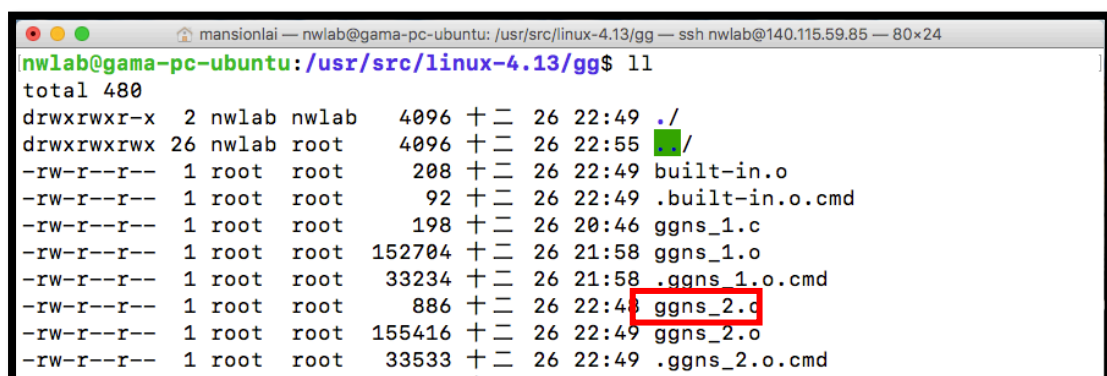 mansionlai — nwlab@gama-pc-ubuntu: /usr/src/linux-4.13/gg — ssh nwlab@140.115.59.85 — 80×24
[nwlab@gama-pc-ubuntu:/usr/src/linux-4.13/gg$ ll ]
total 480
drwxrwxr-x 2 nwlab nwlab 4096 十二 26 22:49 ./
drwxrwxrwx 26 nwlab root 4096 十二 26 22:55 ../
-rw-r--r-- 1 root root 208 十二 26 22:49 built-in.o
-rw-r--r-- 1 root root 92 十二 26 22:49 .built-in.o.cmd
-rw-r--r-- 1 root root 198 十二 26 20:46 ggns_1.c
-rw-r--r-- 1 root root 152704 十二 26 21:58 ggns_1.o
-rw-r--r-- 1 root root 33234 十二 26 21:58 .ggns_1.o.cmd
-rw-r--r-- 1 root root 886 十二 26 22:48 ggns_2.c
-rw-r--r-- 1 root root 155416 十二 26 22:49 ggns_2.o
-rw-r--r-- 1 root root 33533 十二 26 22:49 .ggns_2.o.cmd